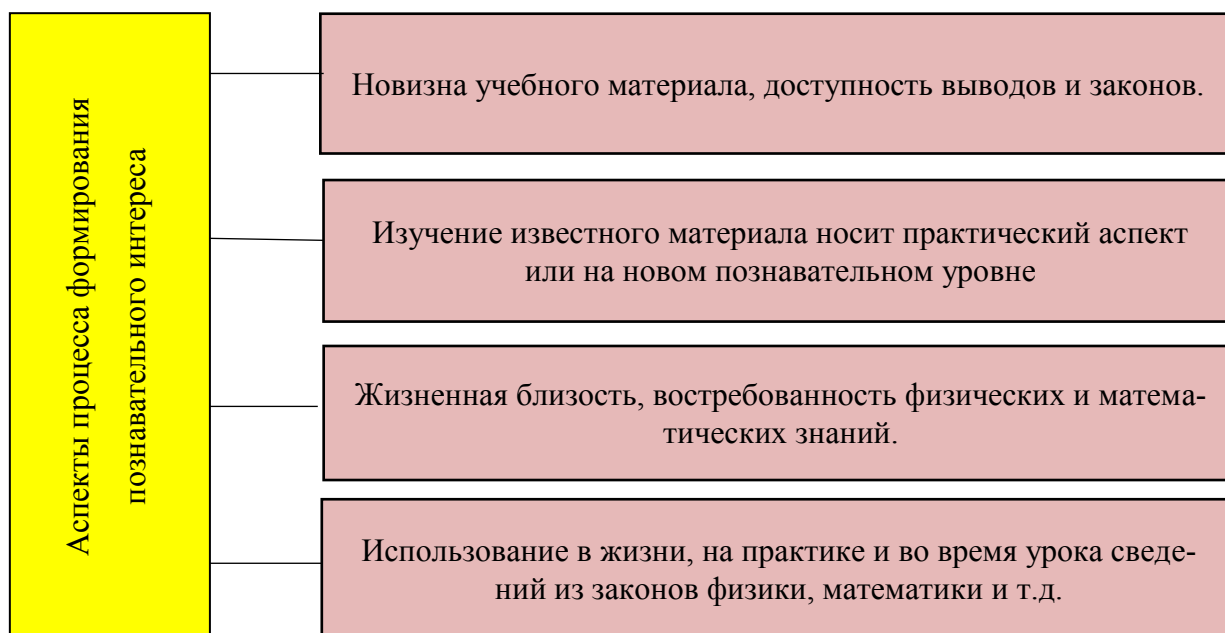 Аспекты процесса формирования
познавательного интереса
Новизна учебного материала, доступность выводов и законов.
Изучение известного материала носит практический аспект
или на новом познавательном уровне
Жизненная близость, востребованность физических и матема-
тических знаний.
Использование в жизни, на практике и во время урока сведе-
ний из законов физики, математики и т.д.